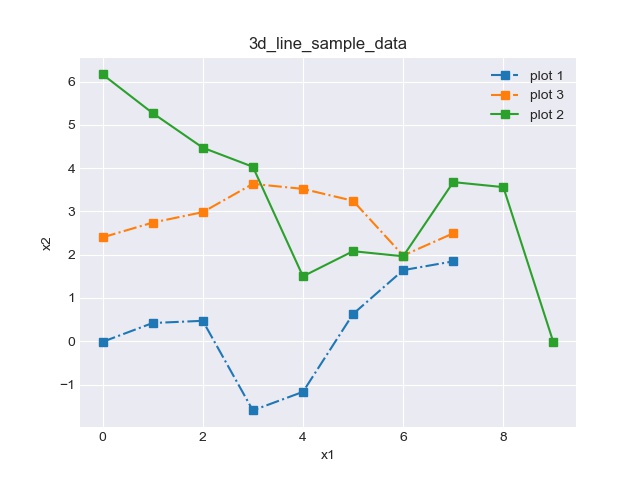 3d_line_sample_data
plot 1
plot 3
plot 2
6
5
4
3
2
1
0
−1
x2
0 2 4 6 8
x1